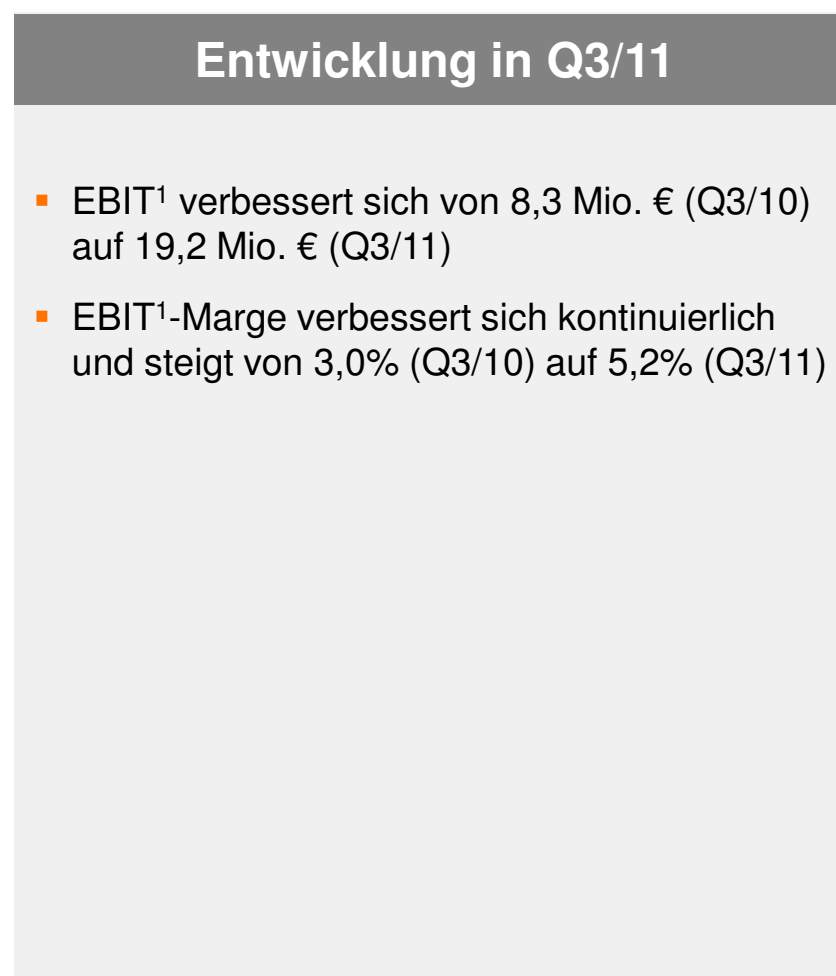 Entwicklung in Q3/11
▪ EBIT¹ verbessert sich von 8,3 Mio. € (Q3/10)
auf 19,2 Mio. € (Q3/11)
▪ EBIT¹-Marge verbessert sich kontinuierlich
und steigt von 3,0% (Q3/10) auf 5,2% (Q3/11)